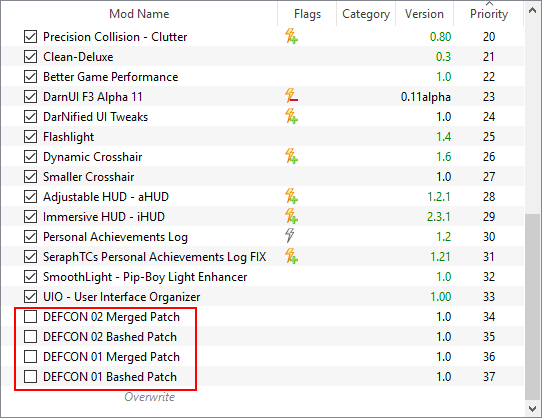 Mod Name Flags Category Version Priority
Precision Collision - Clutter 0.80 20
Clean-Deluxe 0.3 21
Better Game Performance 1.0 22
DarnUI F3 Alpha 11 0.11alpha 23
DarNified UI Tweaks 1.0 24
Flashlight 1.4 25
Dynamic Crosshair 1.6 26
Smaller Crosshair 1.0 27
Adjustable HUD - aHUD 1.2.1 28
Immersive HUD - iHUD 2.3.1 29
Personal Achievements Log 1.2 30
SeraphTCs Personal Achievements Log FIX 1.21 31
SmoothLight - Pip-Boy Light Enhancer 1.0 32
UIO - User Interface Organizer 1.00 33
DEFCON 02 Merged Patch 1.0 34
DEFCON 02 Bashed Patch 1.0 35
DEFCON 01 Merged Patch 1.0 36
DEFCON 01 Bashed Patch 1.0 37
Overwrite